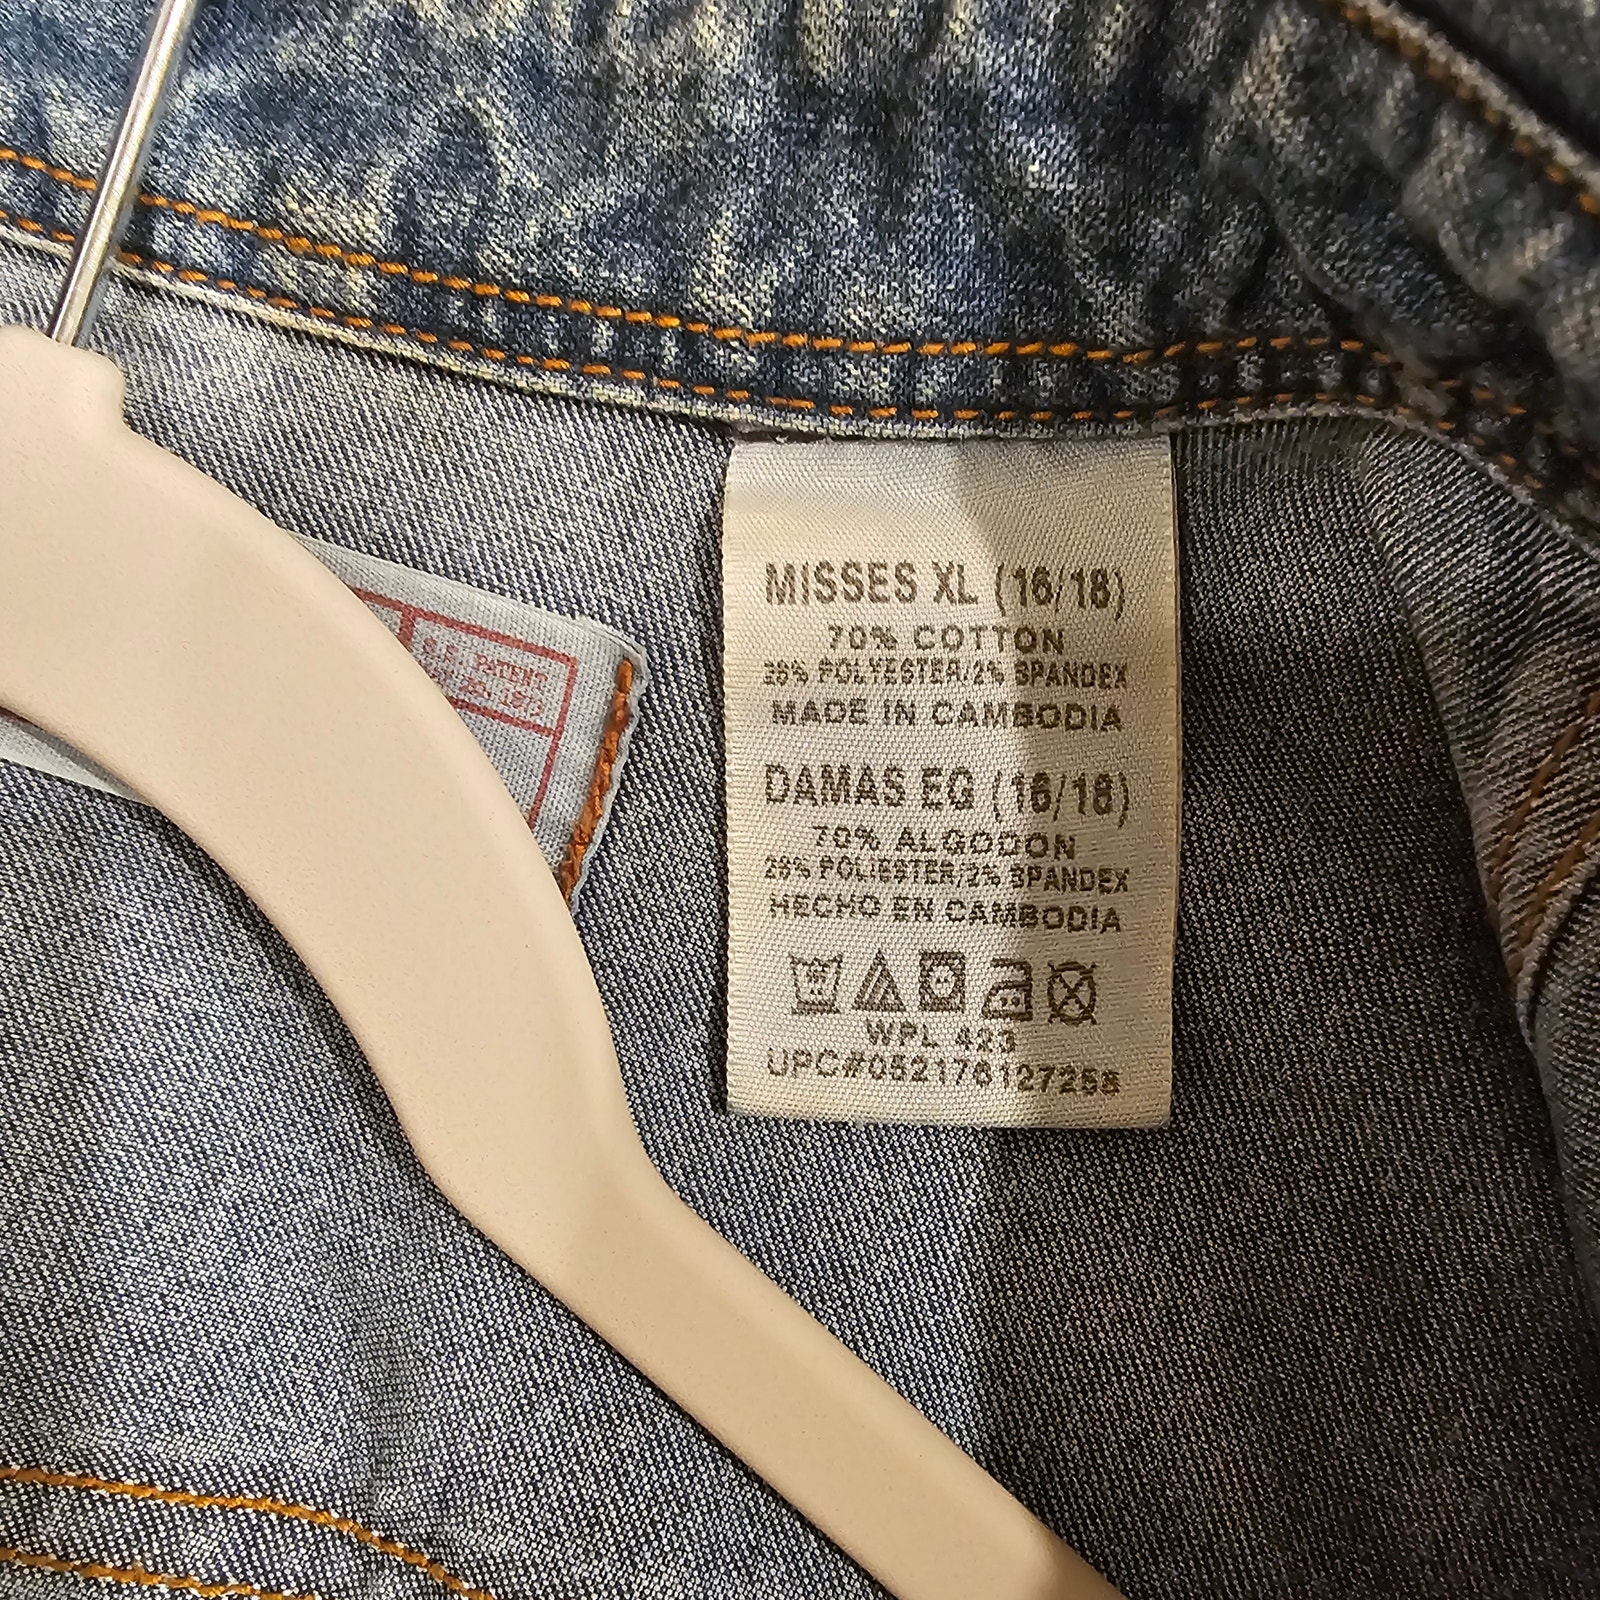 MISSES XL (16/18)
70% COTTON
28% POLYESTER/2% SPANDEX
MADE IN CAMBODIA
DAMAS EG (16/18)
70% ALGODON
28% POLIESTER/2% SPANDEX
HECHO EN CAMBODIA
WPL 423
UPC#052176127258
PATENT